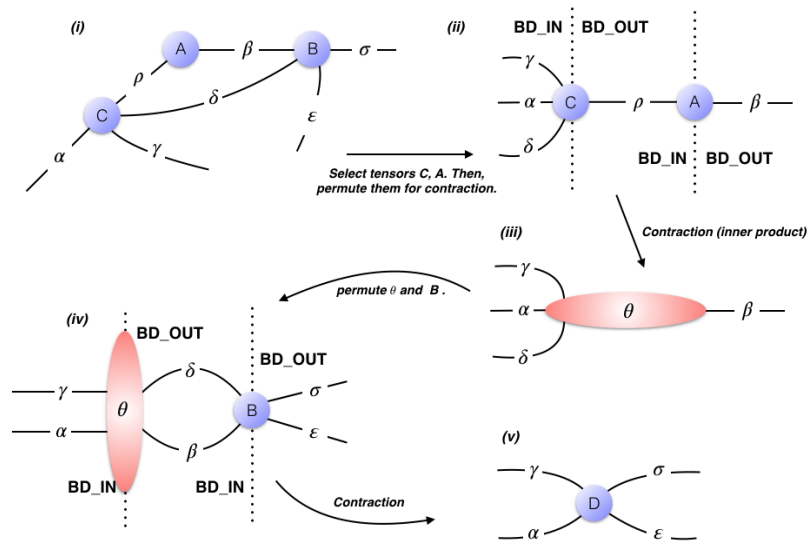 (i)
A
β
B
σ
ρ
δ
C
ε
α
γ
Select tensors C, A. Then,
permute them for contraction.
(ii)
BD_IN
BD_OUT
γ
α
C
ρ
A
β
δ
BD_IN
BD_OUT
Contraction (inner product)
(iii)
γ
α
θ
β
δ
permute θ and B .
(iv)
BD_OUT
δ
BD_OUT
γ
θ
σ
B
α
ε
β
BD_IN
BD_IN
Contraction
(v)
γ
σ
D
α
ε